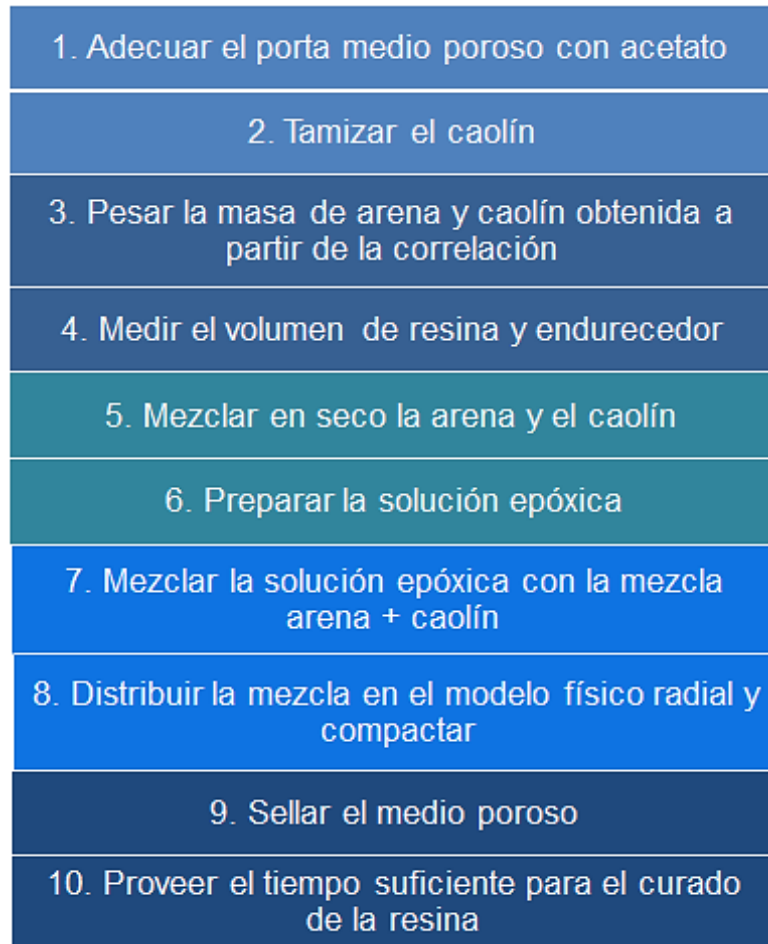 1. Adecuar el porta medio poroso con acetato
2. Tamizar el caolín
3. Pesar la masa de arena y caolín obtenida a
partir de la correlación
4. Medir el volumen de resina y endurecedor
5. Mezclar en seco la arena y el caolín
6. Preparar la solución epóxica
7. Mezclar la solución epóxica con la mezcla
arena + caolín
8. Distribuir la mezcla en el modelo físico radial y
compactar
9. Sellar el medio poroso
10. Proveer el tiempo suficiente para el curado
de la resina